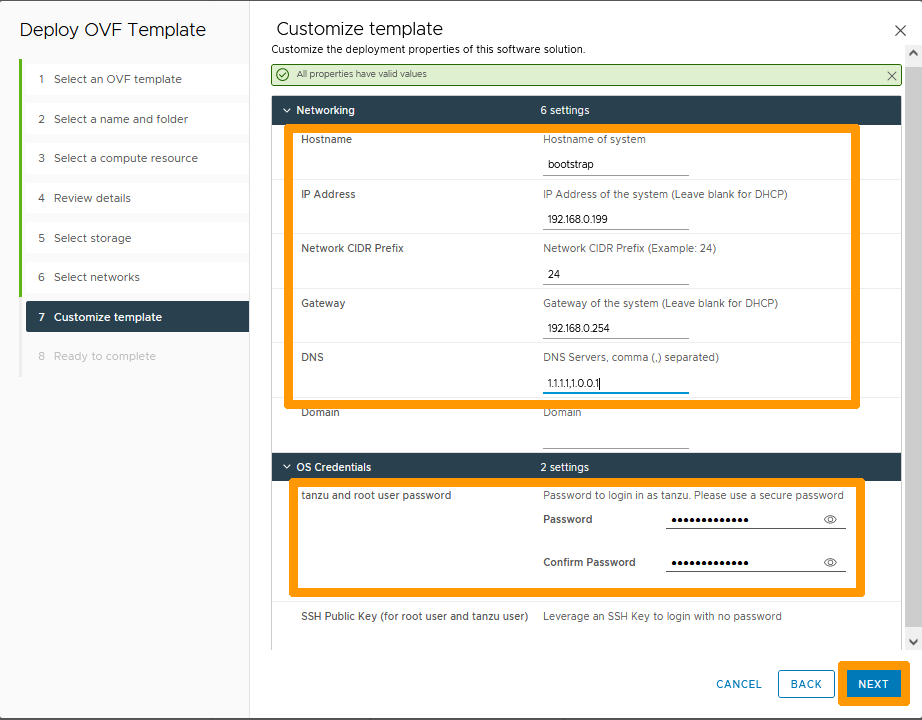 Deploy OVF Template
1 Select an OVF template
2 Select a name and folder
3 Select a compute resource
4 Review details
5 Select storage
6 Select networks
7 Customize template
8 Ready to complete
Customize template
Customize the deployment properties of this software solution.
All properties have valid values
Networking 6 settings
Hostname Hostname of system
bootstrap
IP Address IP Address of the system (Leave blank for DHCP)
192.168.0.199
Network CIDR Prefix Network CIDR Prefix (Example: 24)
24
Gateway Gateway of the system (Leave blank for DHCP)
192.168.0.254
DNS DNS Servers, comma (,) separated)
1.1.1.1,1.0.0.1
Domain Domain
OS Credentials 2 settings
tanzu and root user password Password to login in as tanzu. Please use a secure password
Password •••••••••••••
Confirm Password •••••••••••••
SSH Public Key (for root user and tanzu user) Leverage an SSH Key to login with no password
CANCEL BACK NEXT